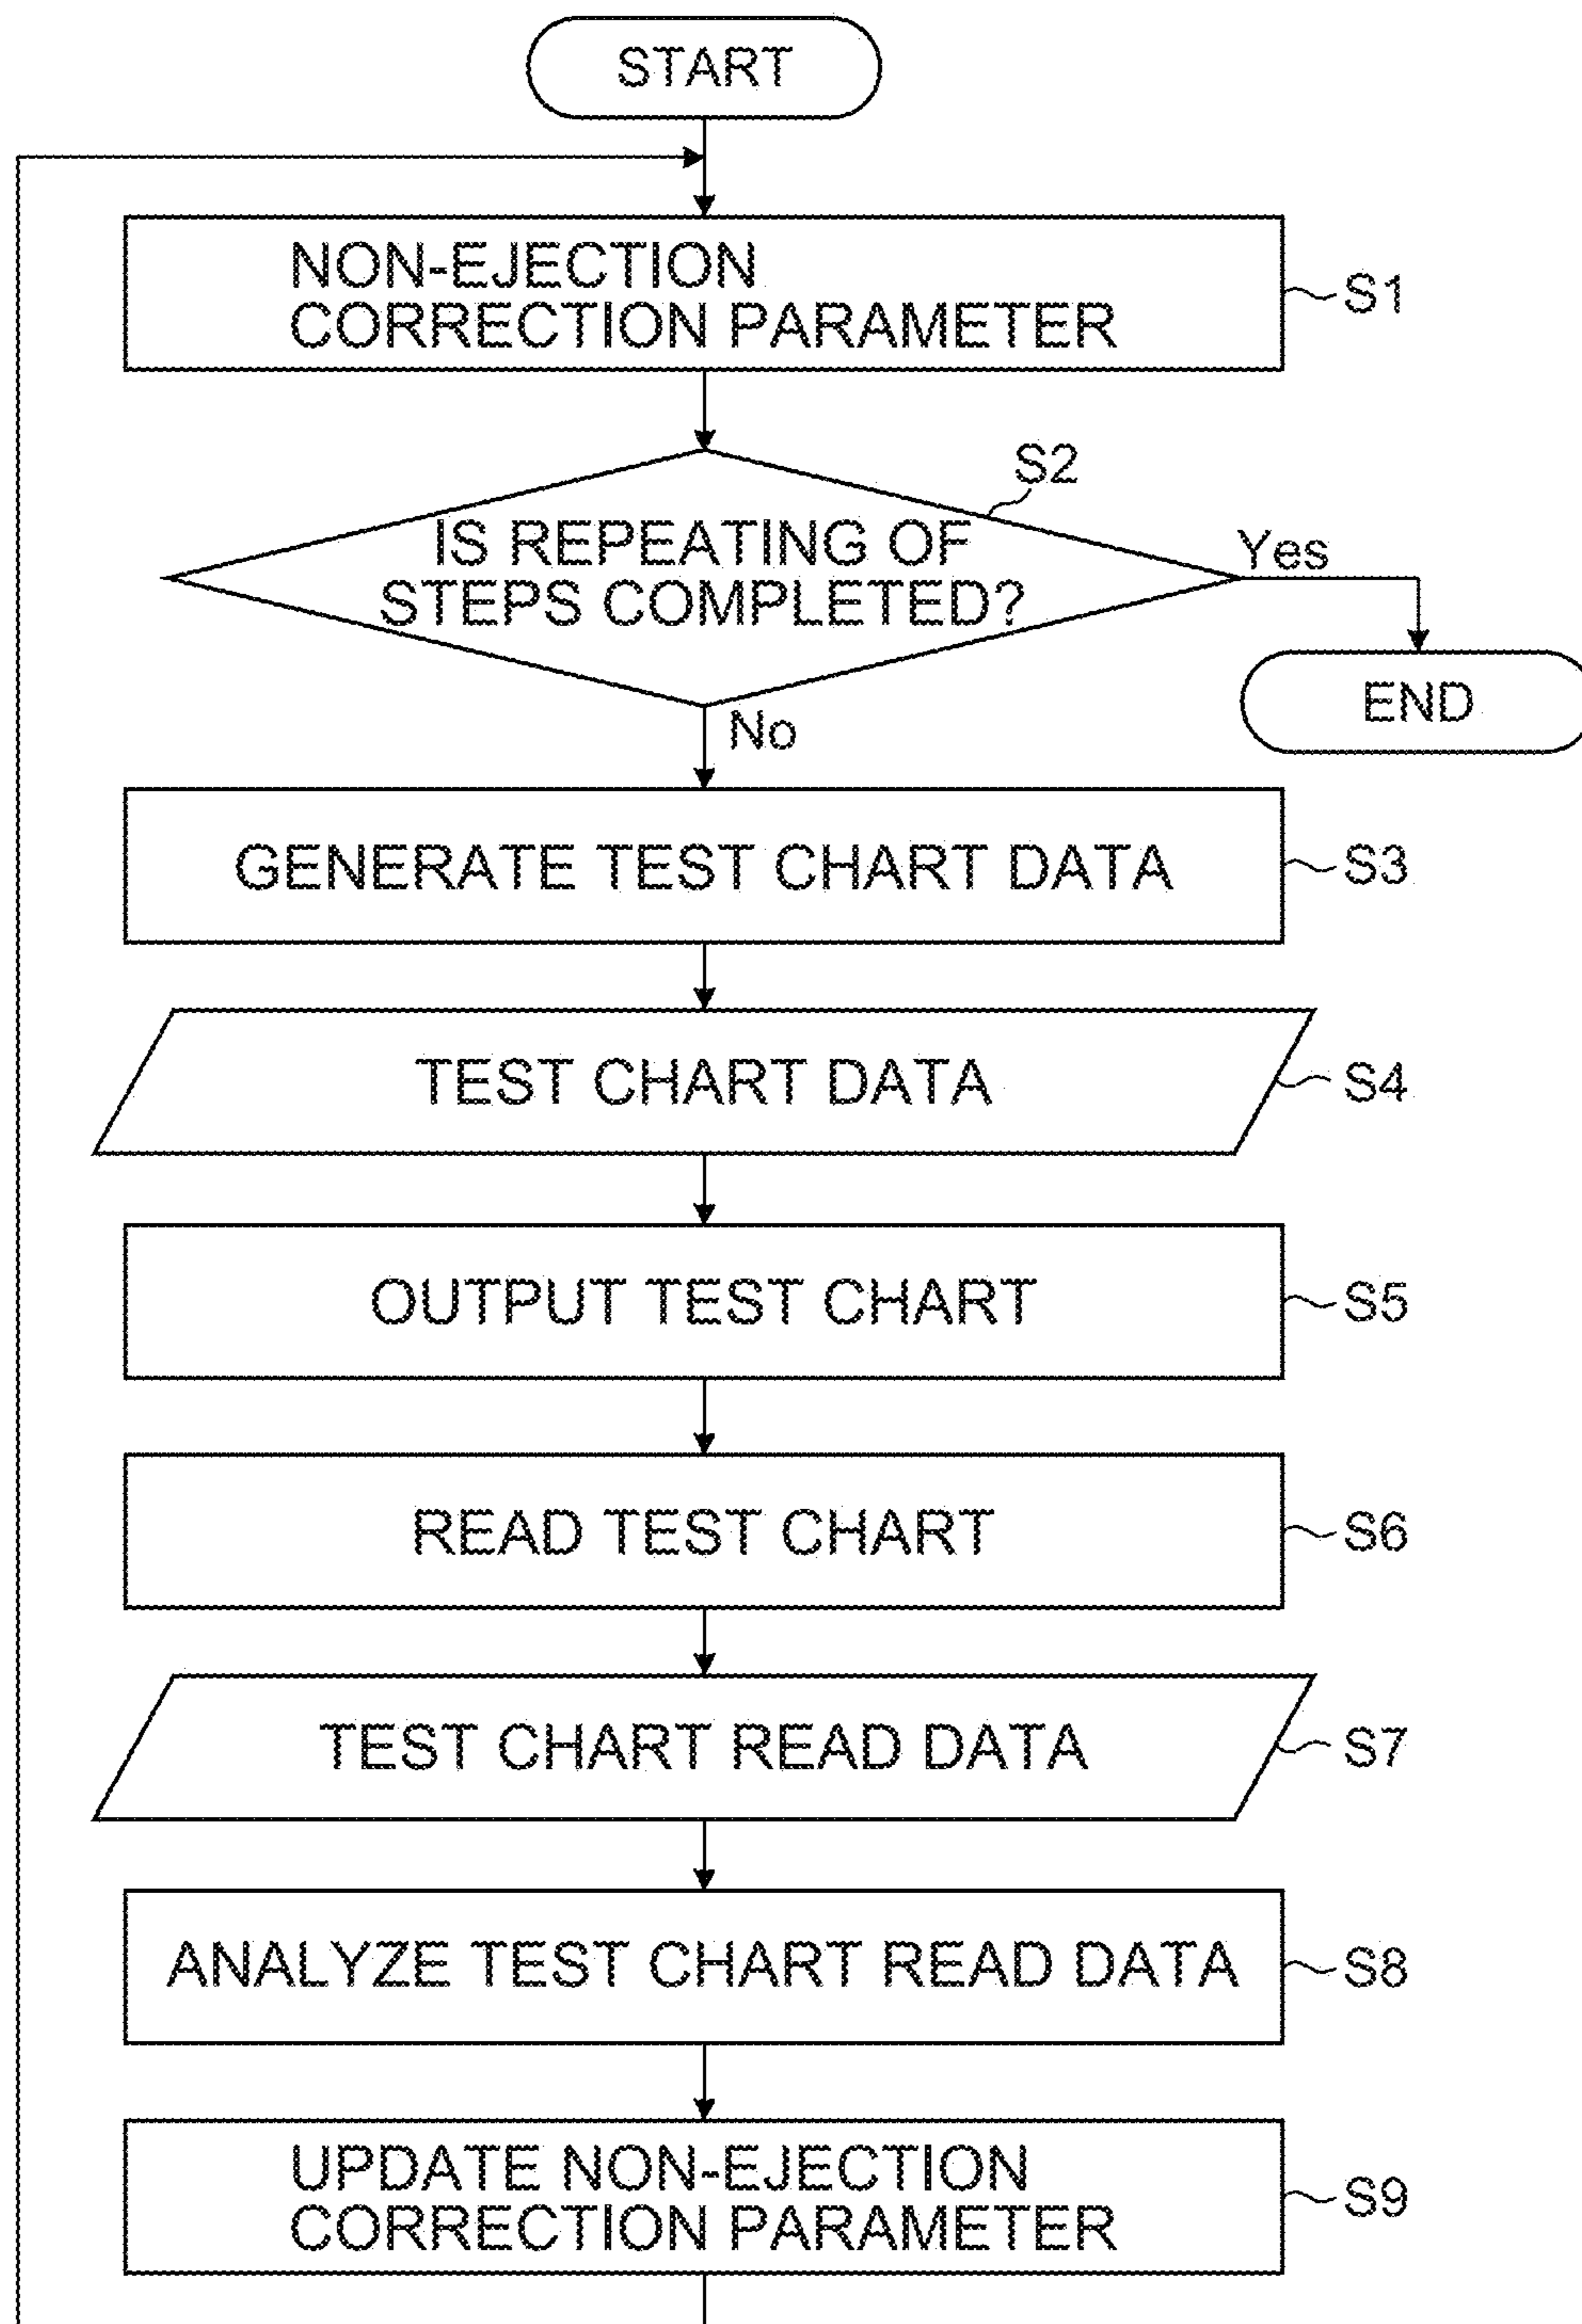 START
NON-EJECTION
CORRECTION PARAMETER
S1
S2
IS REPEATING OF
STEPS COMPLETED?
Yes
END
No
GENERATE TEST CHART DATA
S3
TEST CHART DATA
S4
OUTPUT TEST CHART
S5
READ TEST CHART
S6
TEST CHART READ DATA
S7
ANALYZE TEST CHART READ DATA
S8
UPDATE NON-EJECTION
CORRECTION PARAMETER
S9